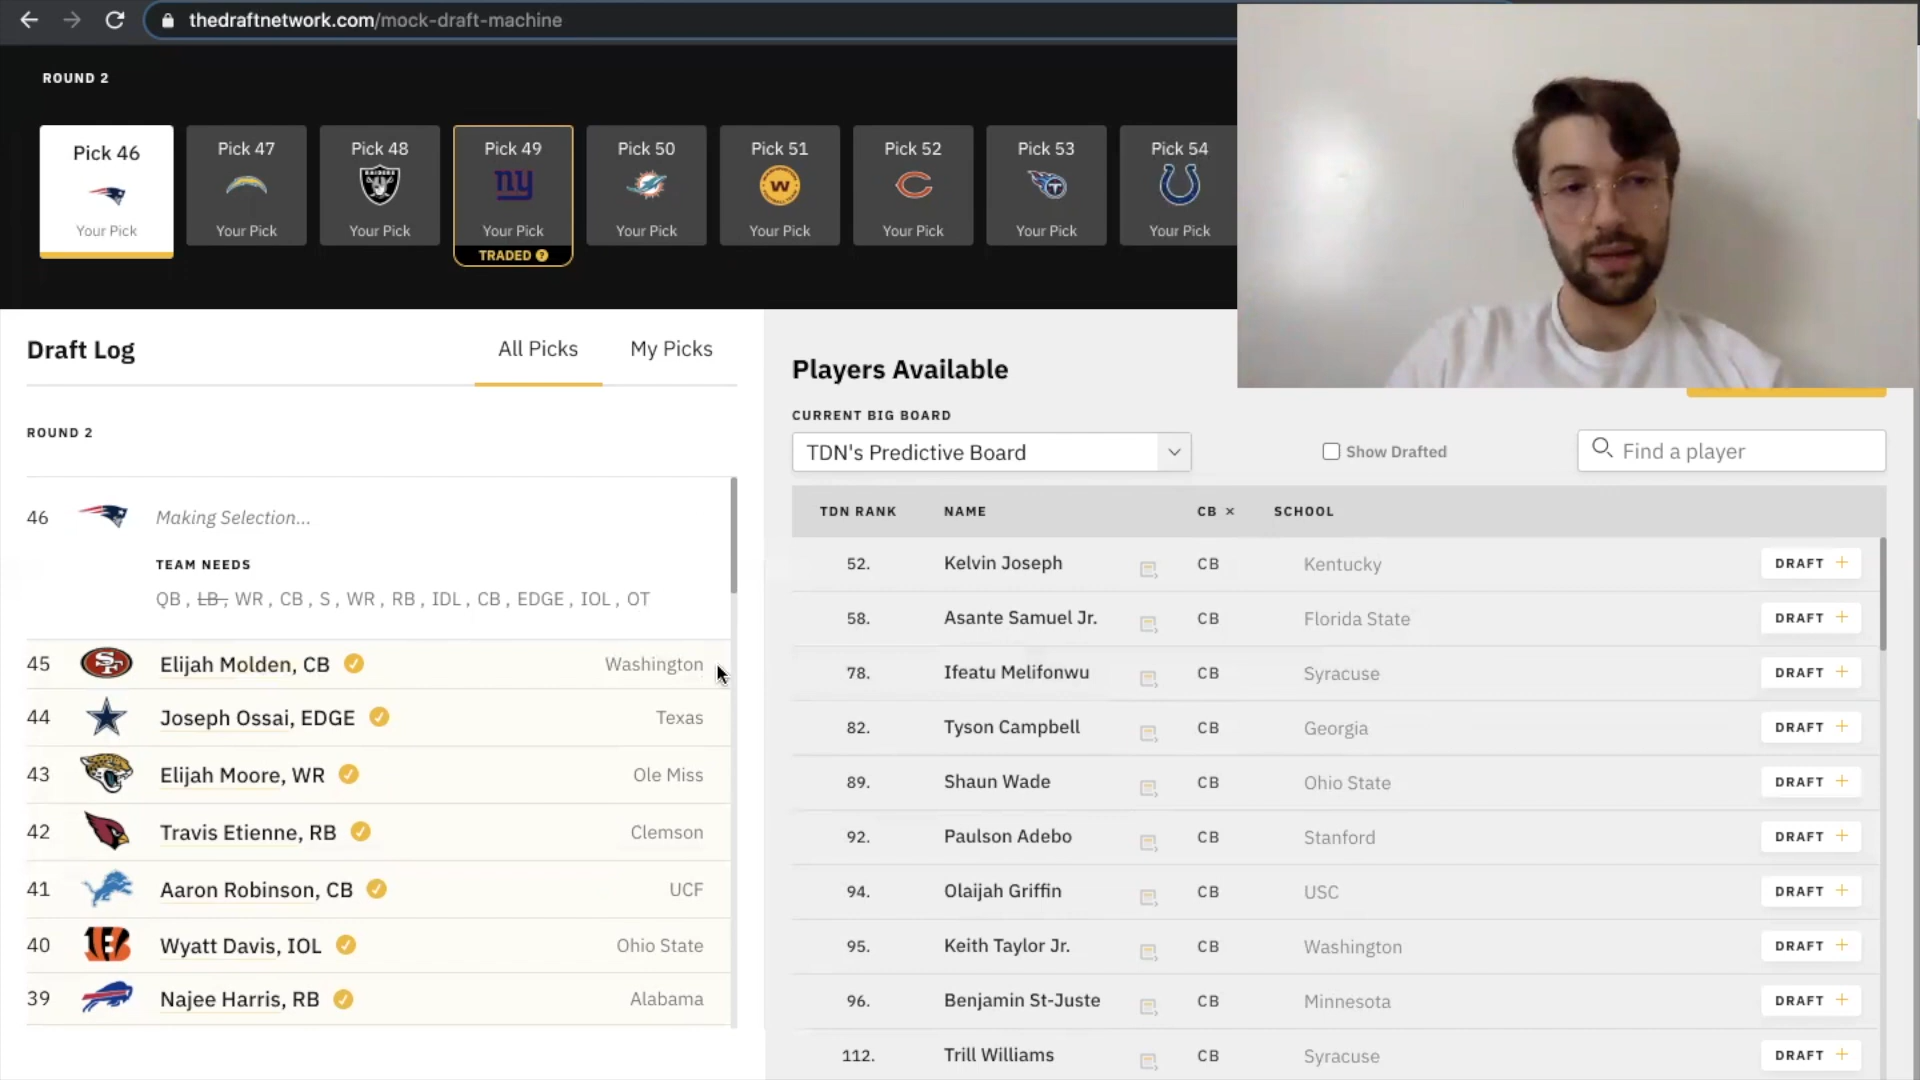 thedraftnetwork.com/mock-draft-machine
ROUND 2
Pick 46
Your Pick
Pick 47
Your Pick
Pick 48
RAIDERS
Your Pick
Pick 49
ny
Your Pick
TRADED ?
Pick 50
Your Pick
Pick 51
W
Your Pick
Pick 52
C
Your Pick
Pick 53
T
Your Pick
Pick 54
Your Pick
Draft Log
All Picks
My Picks
ROUND 2
46 Making Selection...
TEAM NEEDS
QB , LB , WR , CB , S , WR , RB , IDL , CB , EDGE , IOL , OT
45 SF Elijah Molden, CB Washington
44 Joseph Ossai, EDGE Texas
43 Elijah Moore, WR Ole Miss
42 Travis Etienne, RB Clemson
41 Aaron Robinson, CB UCF
40 Wyatt Davis, IOL Ohio State
39 Najee Harris, RB Alabama
Players Available
CURRENT BIG BOARD
TDN's Predictive Board
Show Drafted
Find a player
TDN RANK NAME CB × SCHOOL
52. Kelvin Joseph CB Kentucky DRAFT +
58. Asante Samuel Jr. CB Florida State DRAFT +
78. Ifeatu Melifonwu CB Syracuse DRAFT +
82. Tyson Campbell CB Georgia DRAFT +
89. Shaun Wade CB Ohio State DRAFT +
92. Paulson Adebo CB Stanford DRAFT +
94. Olaijah Griffin CB USC DRAFT +
95. Keith Taylor Jr. CB Washington DRAFT +
96. Benjamin St-Juste CB Minnesota DRAFT +
112. Trill Williams CB Syracuse DRAFT +